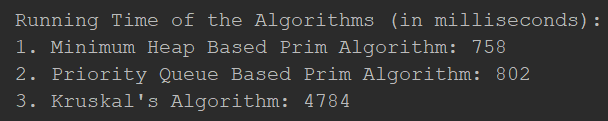 Running Time of the Algorithms (in milliseconds):
1. Minimum Heap Based Prim Algorithm: 758
2. Priority Queue Based Prim Algorithm: 802
3. Kruskal's Algorithm: 4784